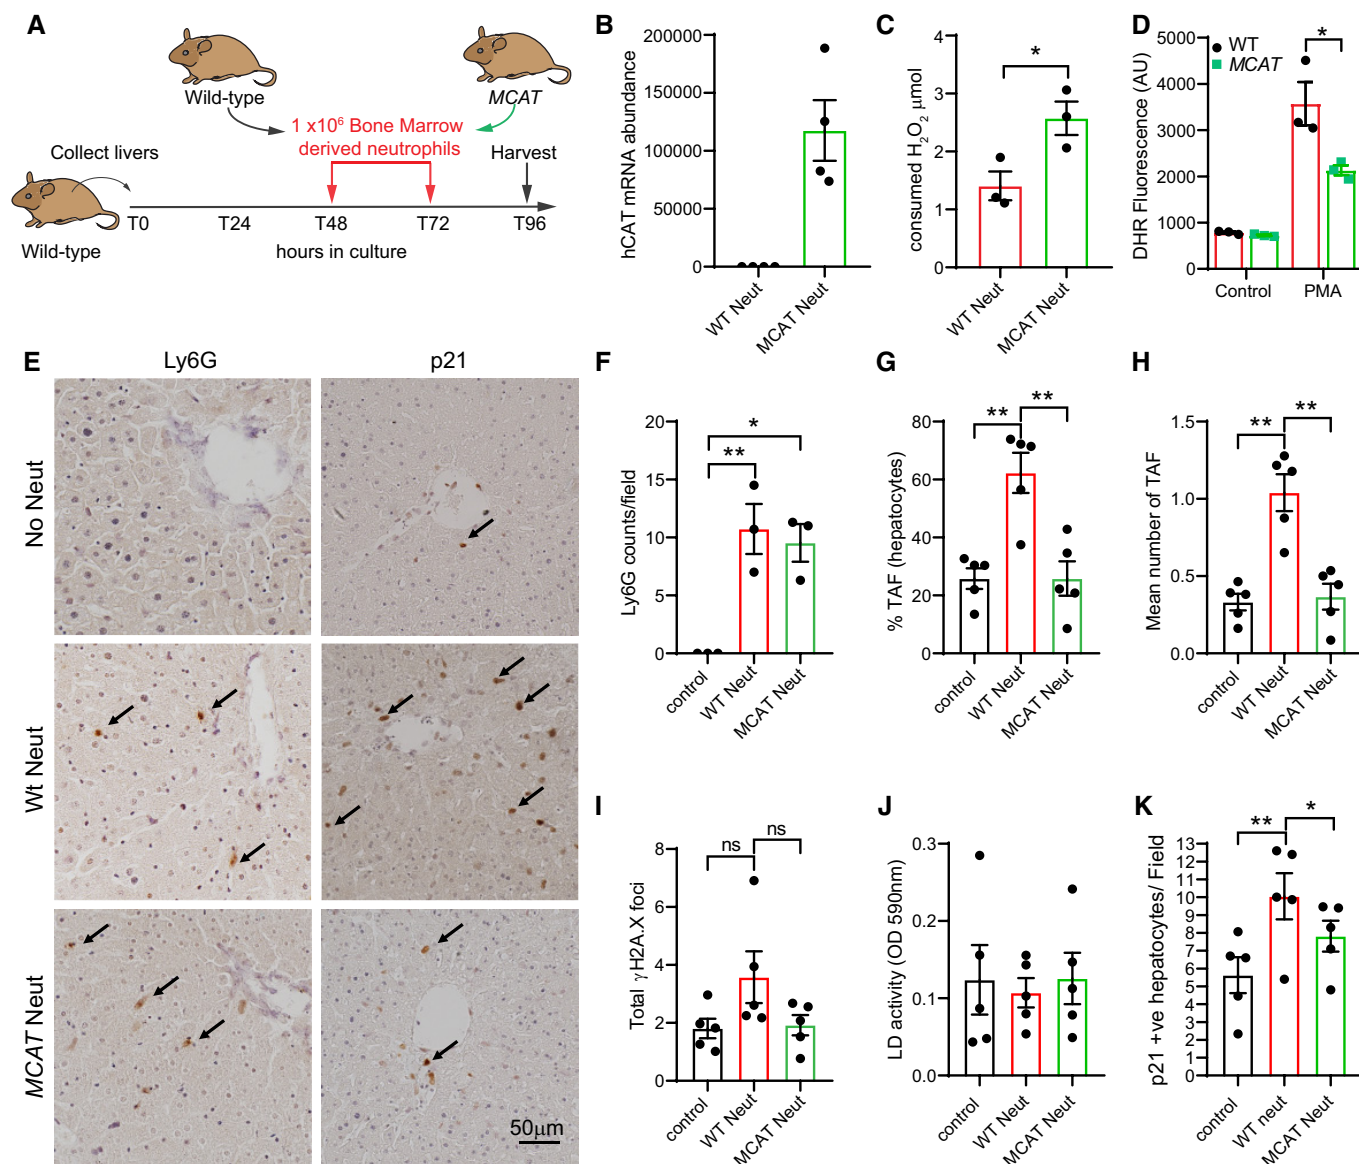 A
Wild-type
MCAT
1 x10⁶ Bone Marrow
derived neutrophils
Collect livers
Harvest
T0
T24
T48
T72
T96
Wild-type
hours in culture
B
hCAT mRNA abundance
200000
150000
100000
50000
0
WT Neut
MCAT Neut
C
consumed H₂O₂ μmol
4
3
2
1
0
*
WT Neut
MCAT Neut
D
DHR Fluorescence (AU)
5000
4000
3000
2000
1000
0
WT
MCAT
*
Control
PMA
E
Ly6G
p21
No Neut
Wt Neut
MCAT Neut
50μm
F
Ly6G counts/field
20
15
10
5
0
*
**
control
WT Neut
MCAT Neut
G
% TAF (hepatocytes)
80
60
40
20
0
**
**
control
WT Neut
MCAT Neut
H
Mean number of TAF
1.5
1.0
0.5
0.0
**
**
control
WT Neut
MCAT Neut
I
Total γH2A.X foci
8
6
4
2
0
ns
ns
control
WT Neut
MCAT Neut
J
LD activity (OD 590nm)
0.3
0.2
0.1
0.0
control
WT Neut
MCAT Neut
K
p21 +ve hepatocytes/ Field
13
12
11
10
9
8
7
6
5
4
3
2
1
0
**
*
control
WT neut
MCAT Neut